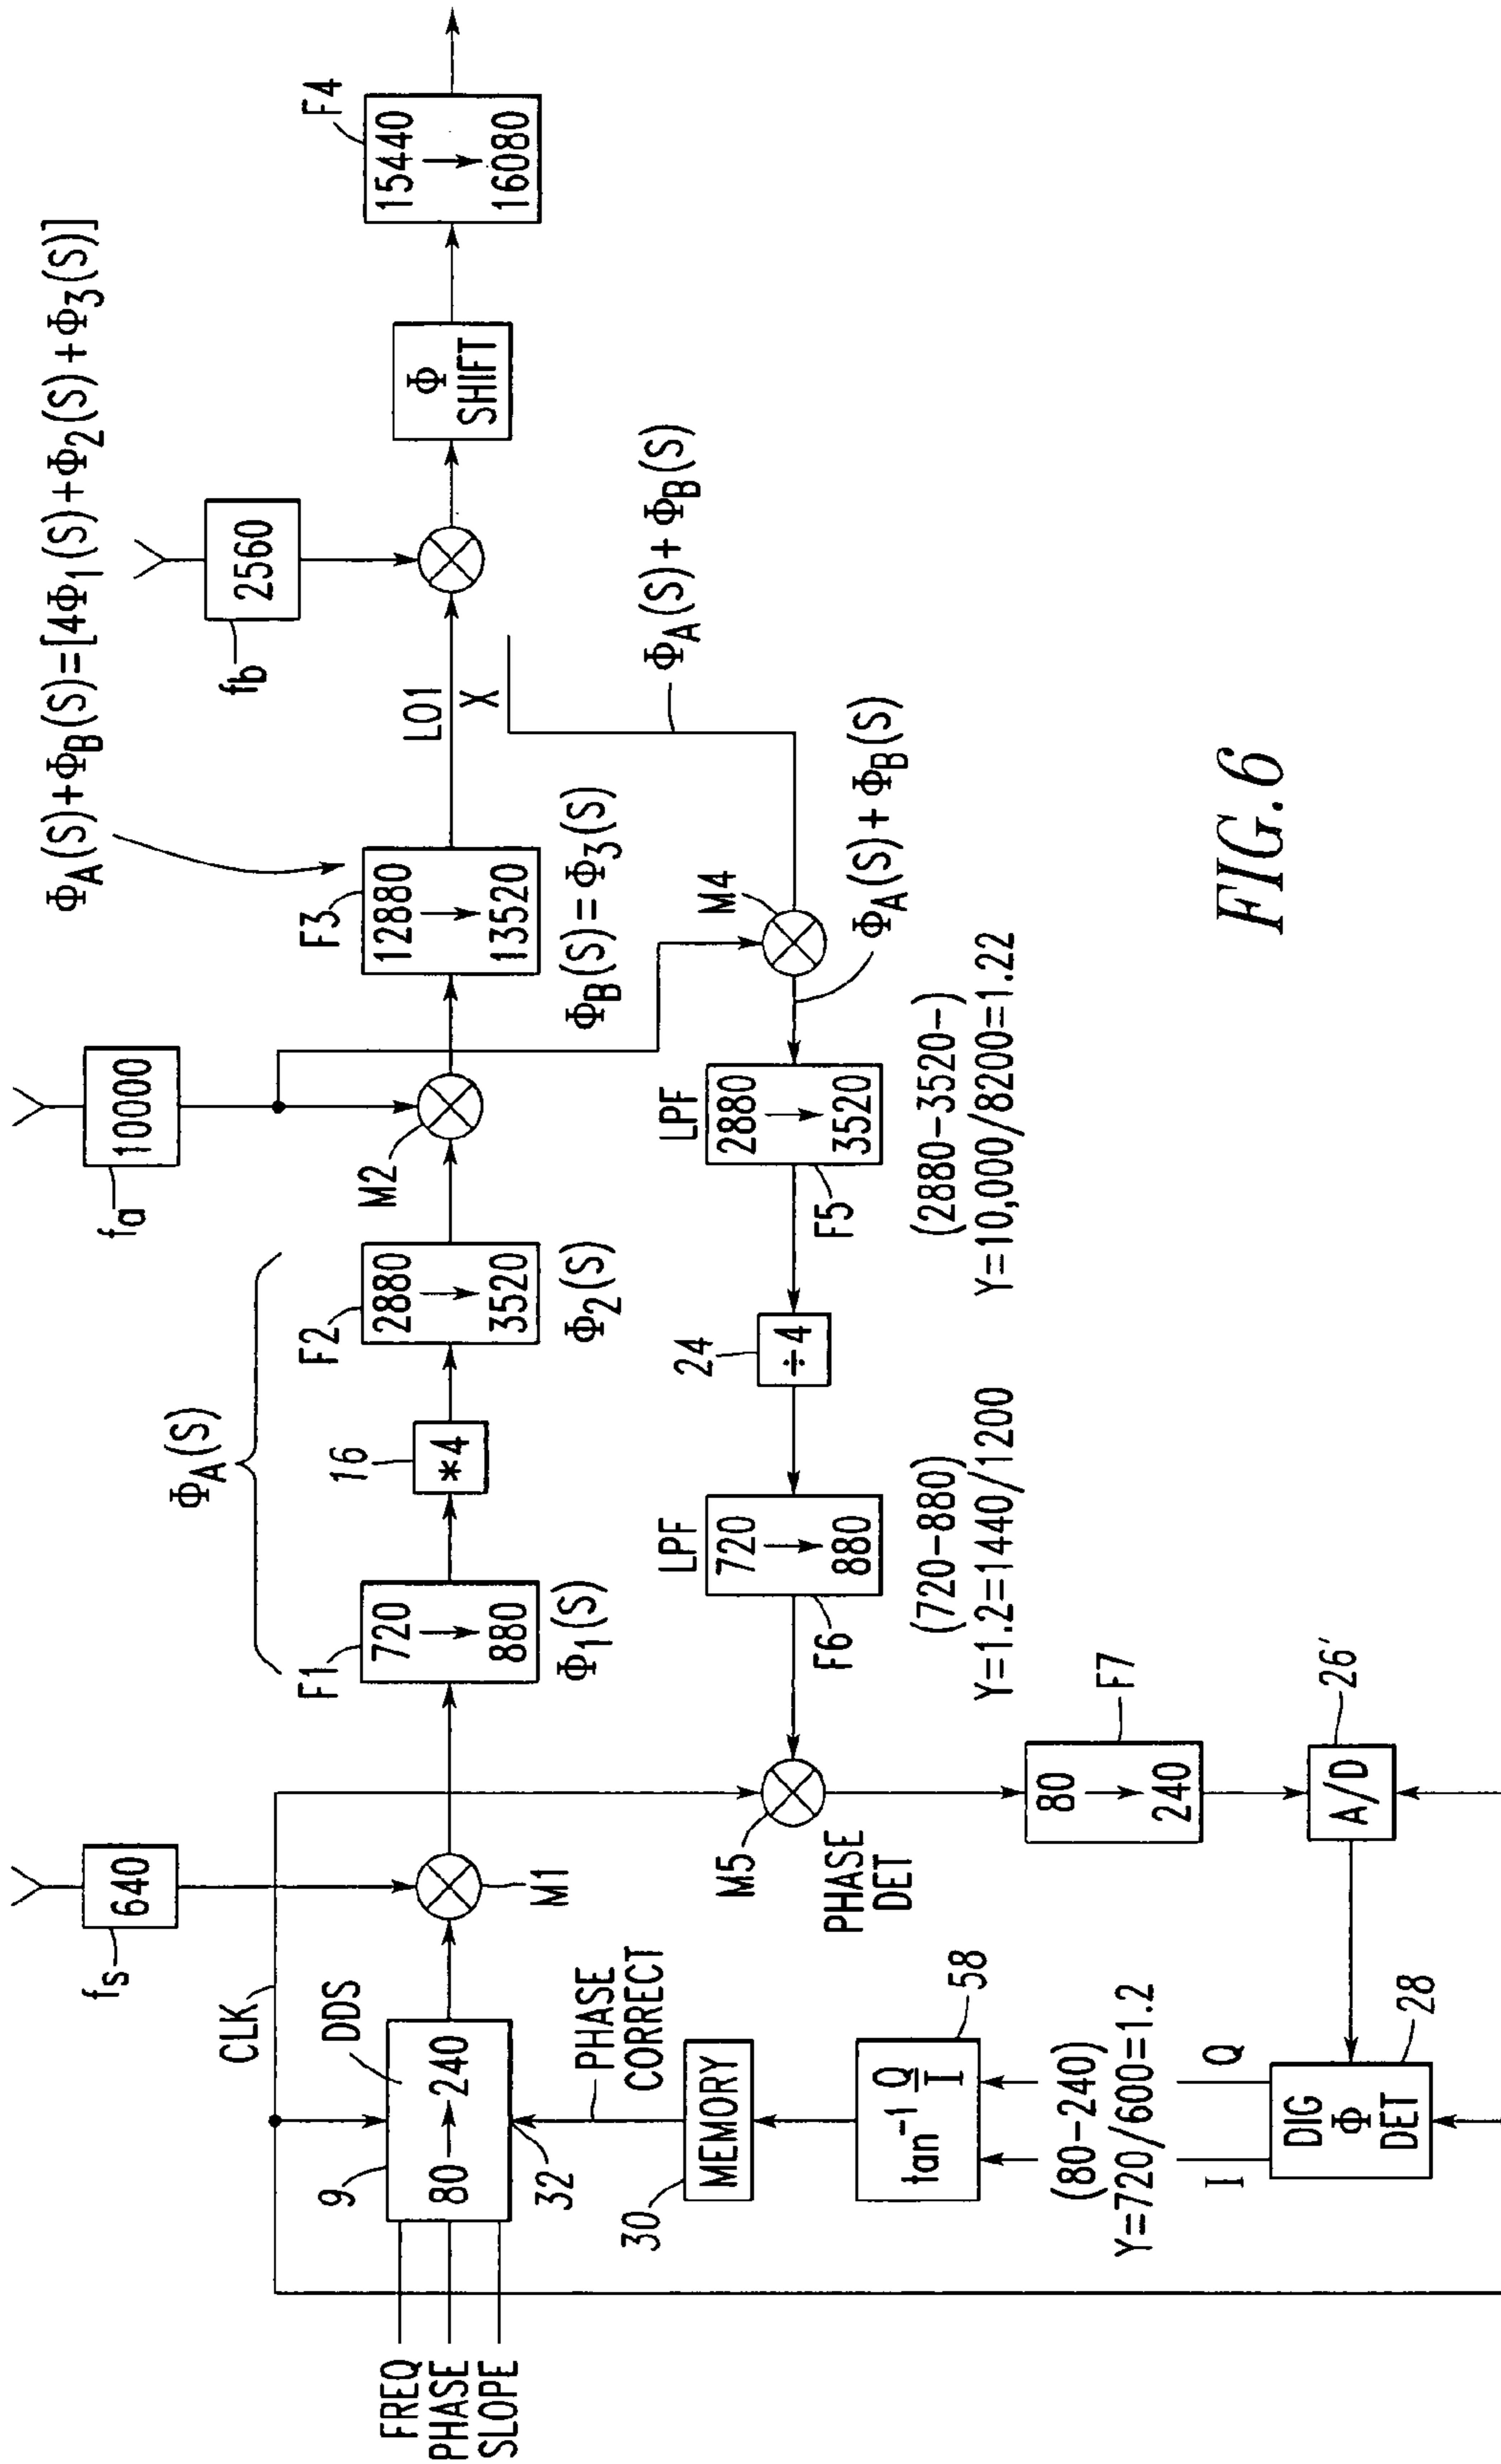 FREQ
PHASE
SLOPE
9
DDS
80→240
32
CLK
fs
640
M1
F1
720
↓
880
Φ1(S)
ΦA(S)
16
*4
F2
2880
↓
3520
Φ2(S)
M2
fa
10000
F3
12880
↓
13520
ΦB(S)=Φ3(S)
ΦA(S)+ΦB(S)=[4Φ1(S)+Φ2(S)+Φ3(S)]
LO1
X
fb
2560
Φ
SHIFT
F4
15440
↓
16080
ΦA(S)+ΦB(S)
M4
ΦA(S)+ΦB(S)
LPF
2880
↓
3520
F5
(2880-3520-)
Y=10,000/8200=1.22
24
÷4
LPF
720
↓
880
F6
(720-880)
Y=1.2=1440/1200
M5
PHASE
DET
F7
80
↓
240
26'
A/D
28
DIG
Φ
DET
I
Q
(80-240)
Y=720/600=1.2
58
tan⁻¹ Q/I
30
MEMORY
PHASE
CORRECT
FIG. 6